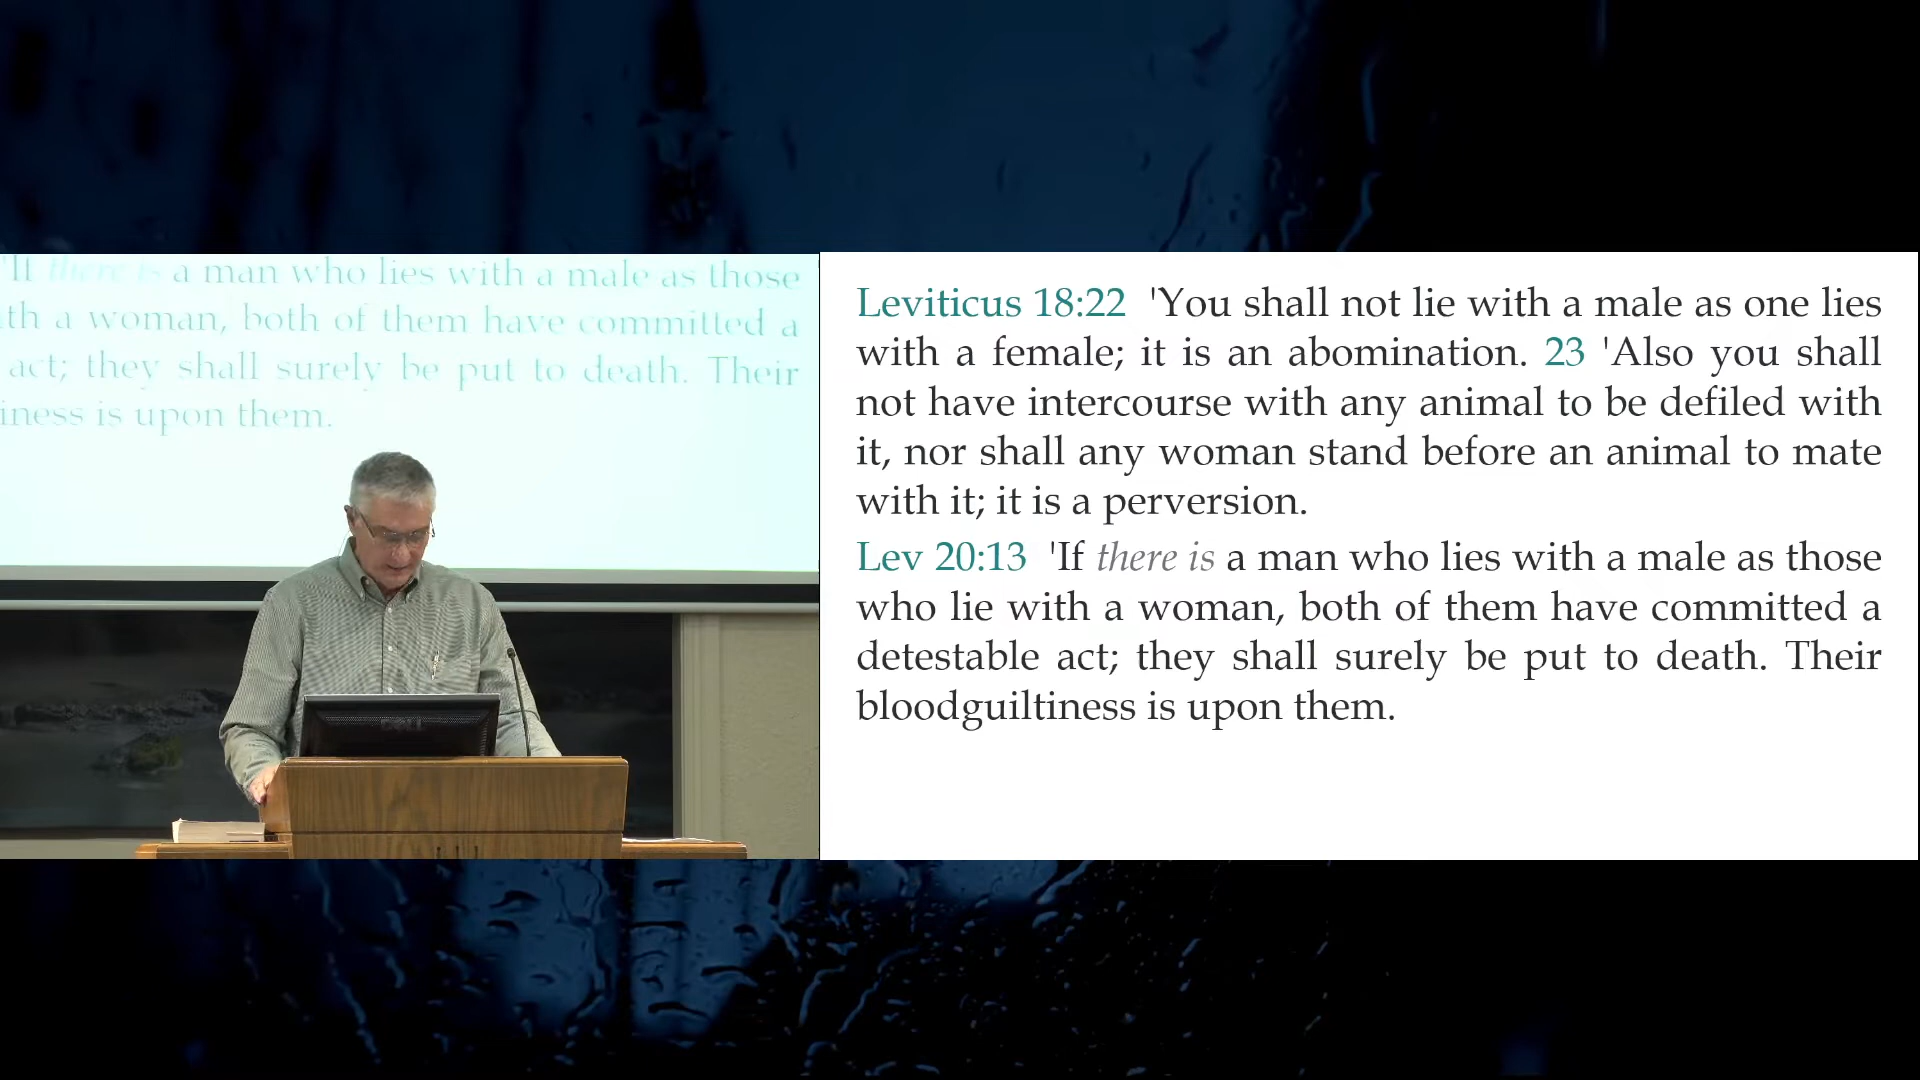 'If there is a man who lies with a male as those
th a woman, both of them have committed a
act; they shall surely be put to death. Their
iness is upon them.
DELL
Leviticus 18:22 'You shall not lie with a male as one lies
with a female; it is an abomination. 23 'Also you shall
not have intercourse with any animal to be defiled with
it, nor shall any woman stand before an animal to mate
with it; it is a perversion.
Lev 20:13 'If there is a man who lies with a male as those
who lie with a woman, both of them have committed a
detestable act; they shall surely be put to death. Their
bloodguiltiness is upon them.